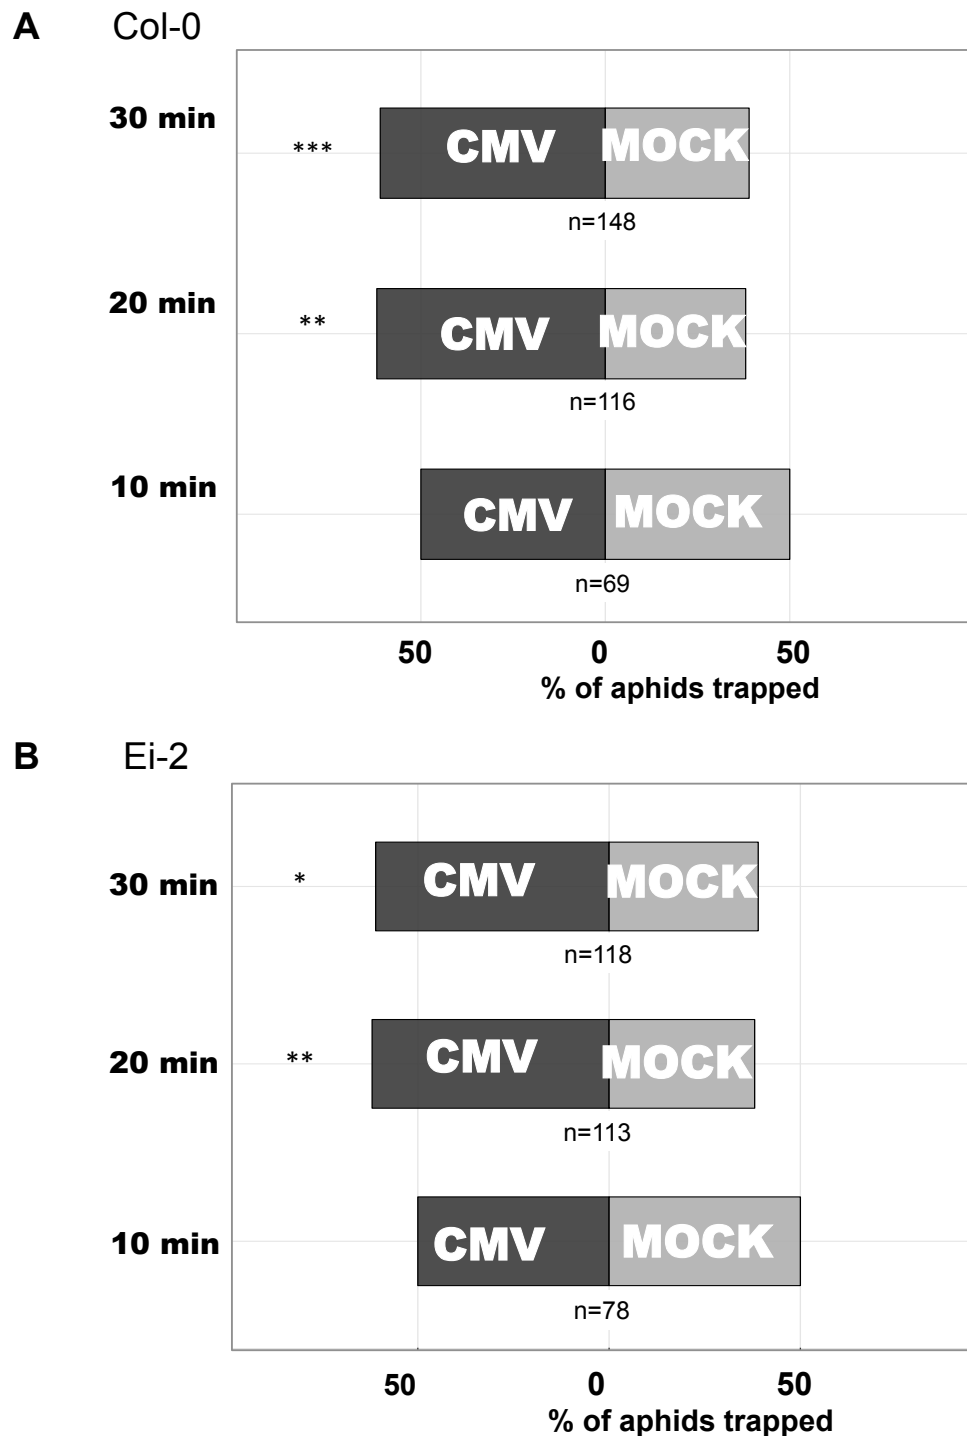 A Col-0
30 min
*** CMV MOCK
n=148
20 min
** CMV MOCK
n=116
10 min
CMV MOCK
n=69
50 0 50
% of aphids trapped
B Ei-2
30 min * CMV MOCK
n=118
20 min ** CMV MOCK
n=113
10 min CMV MOCK
n=78
50 0 50
% of aphids trapped